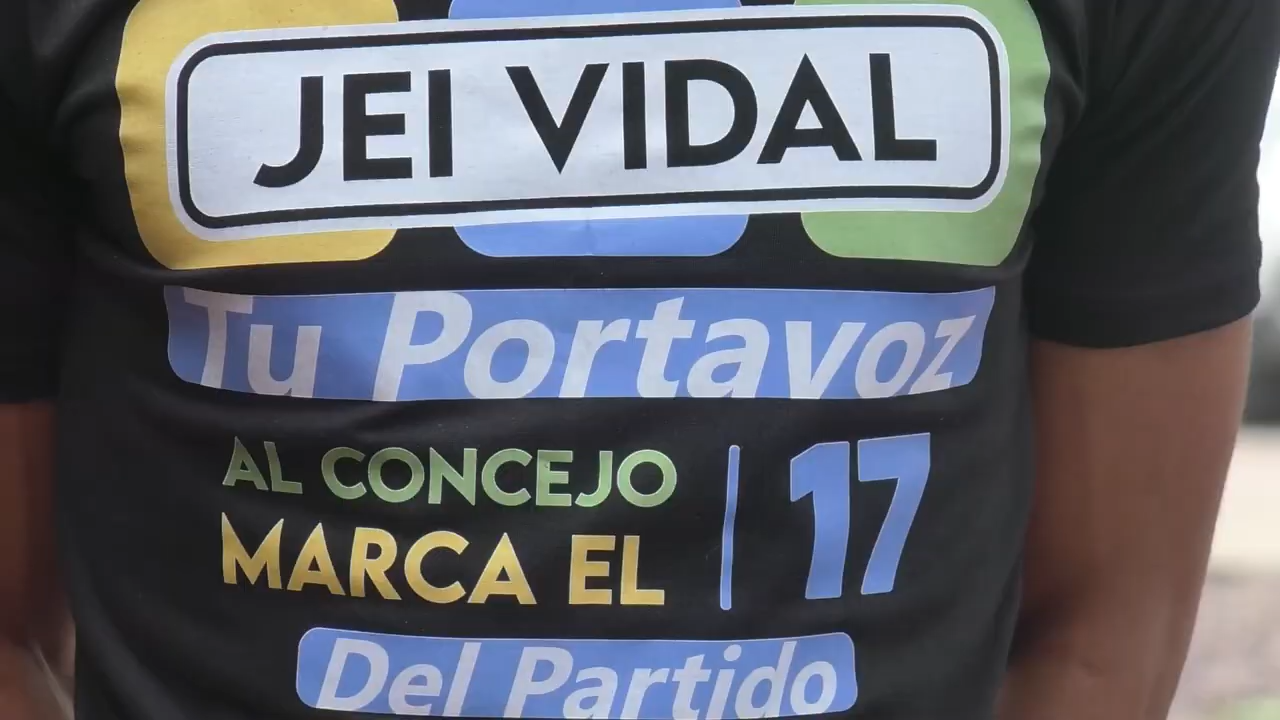 JEI VIDAL
Tu Portavoz
AL CONCEJO
MARCA EL
17
Del Partido